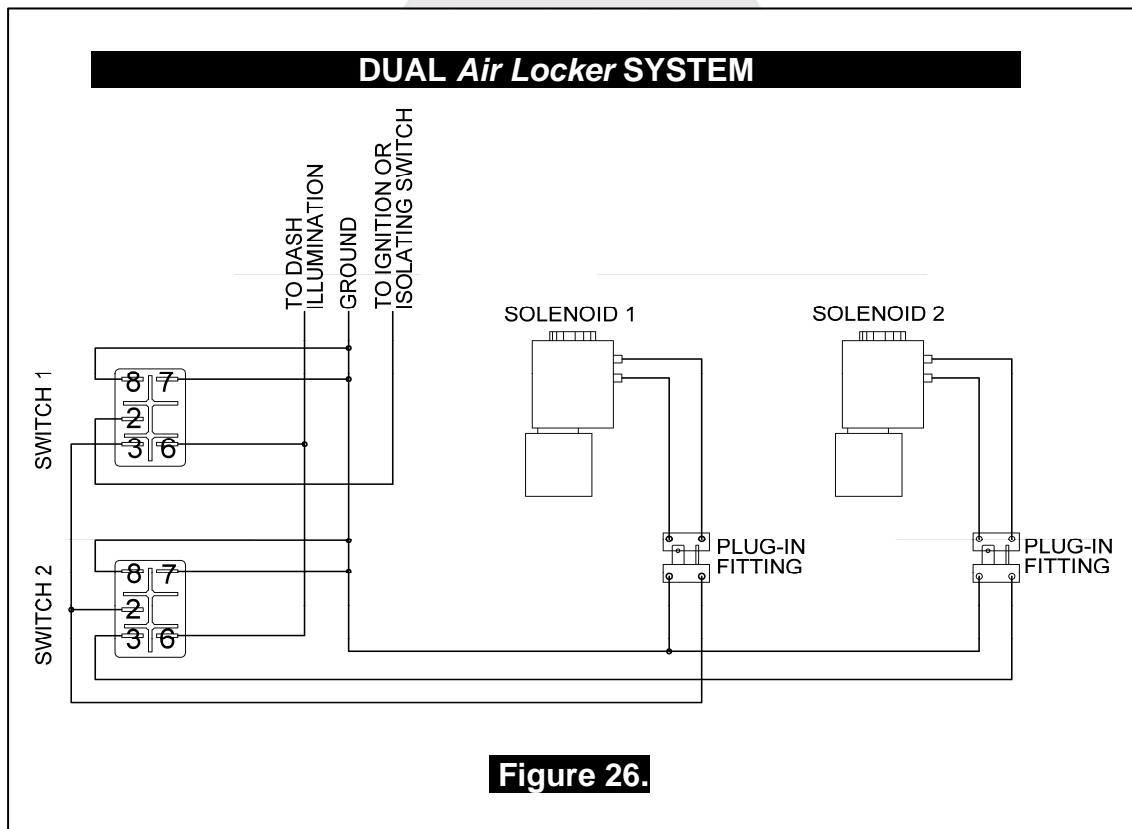 DUAL Air Locker SYSTEM
TO DASH
ILLUMINATION
GROUND
TO IGNITION OR
ISOLATING SWITCH
SOLENOID 1
SOLENOID 2
SWITCH 1
8 7
2
3 6
SWITCH 2
8 7
2
3 6
PLUG-IN
FITTING
PLUG-IN
FITTING
Figure 26.